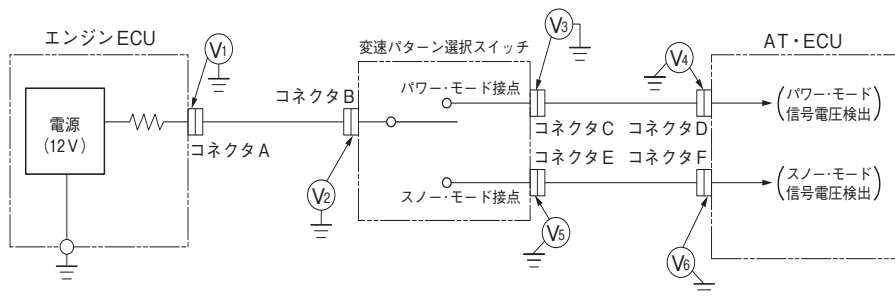 エンジンECU
電源
(12V)
V1
コネクタA
コネクタB
V2
変速パターン選択スイッチ
パワー・モード接点
スノー・モード接点
V3
コネクタC
コネクタD
コネクタE
コネクタF
V4
V5
V6
AT・ECU
(パワー・モード
信号電圧検出)
(スノー・モード
信号電圧検出)